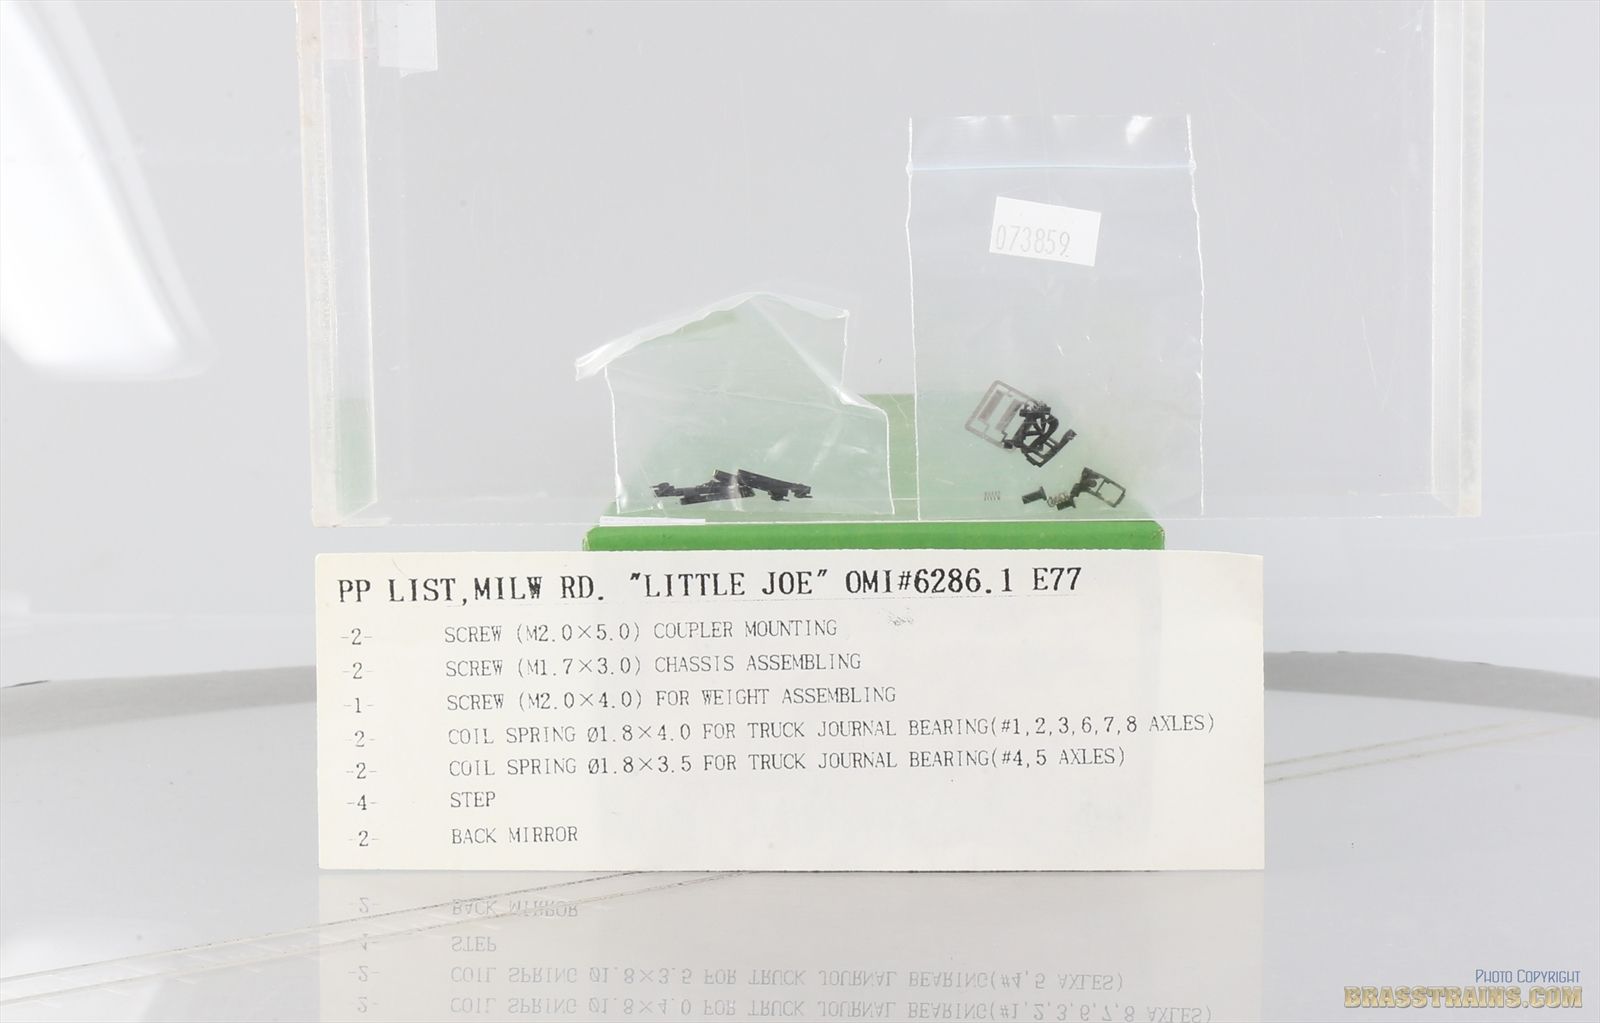 073859
PP LIST,MILW RD. "LITTLE JOE" OMI#6286.1 E77
-2- SCREW (M2.0×5.0) COUPLER MOUNTING
-2- SCREW (M1.7×3.0) CHASSIS ASSEMBLING
-1- SCREW (M2.0×4.0) FOR WEIGHT ASSEMBLING
-2- COIL SPRING Ø1.8×4.0 FOR TRUCK JOURNAL BEARING(#1,2,3,6,7,8 AXLES)
-2- COIL SPRING Ø1.8×3.5 FOR TRUCK JOURNAL BEARING(#4,5 AXLES)
-4- STEP
-2- BACK MIRROR
PHOTO COPYRIGHT
BRASSTRAINS.COM